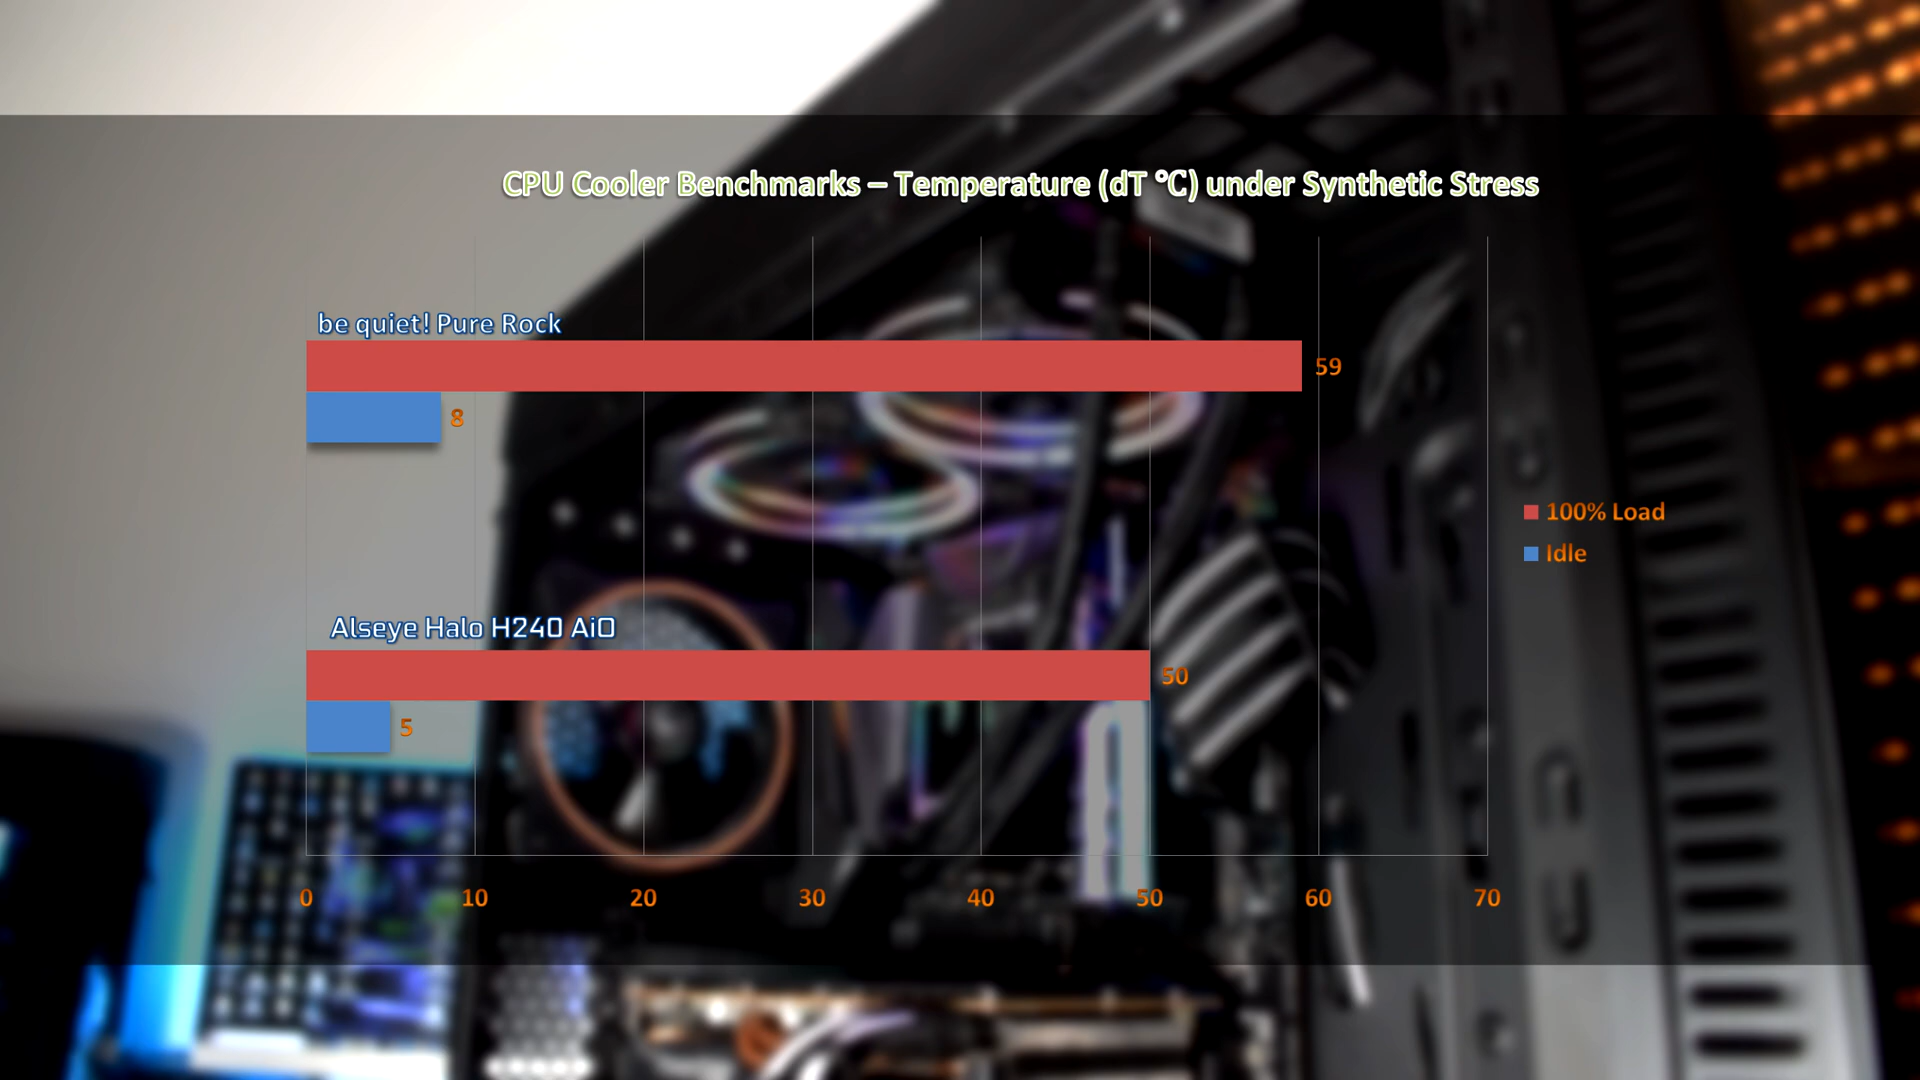 CPU Cooler Benchmarks – Temperature (dT °C) under Synthetic Stress
be quiet! Pure Rock
59
8
100% Load
Idle
Alseye Halo H240 AiO
50
5
0 10 20 30 40 50 60 70